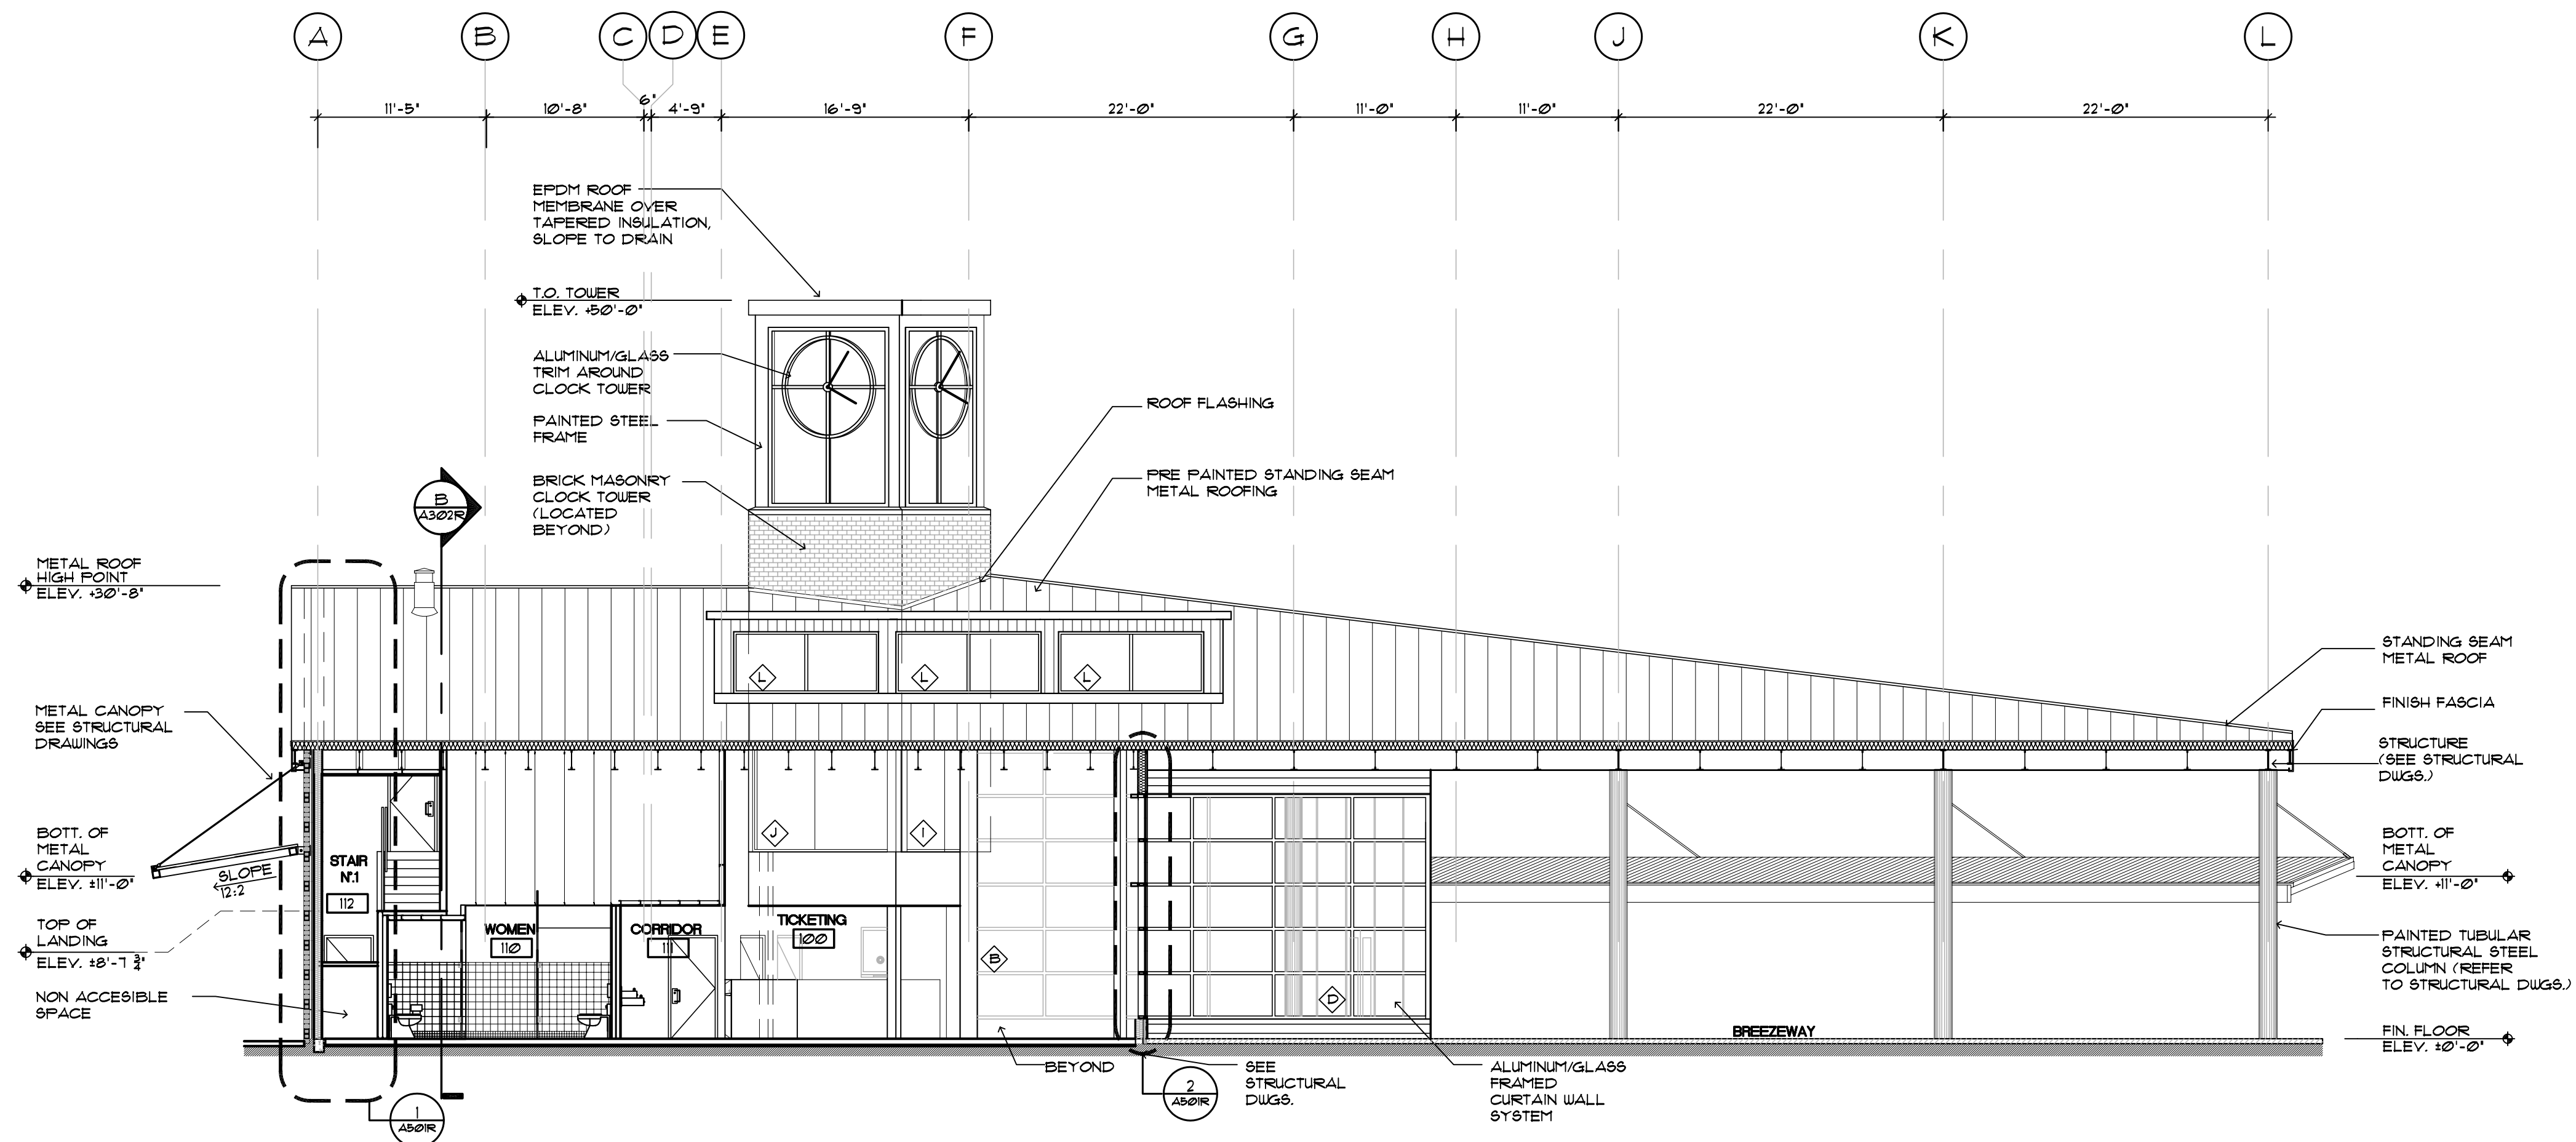 A B C D E F G H J K L
11'-5" 10'-8" 6" 4'-9" 16'-9" 22'-0" 11'-0" 11'-0" 22'-0" 22'-0"
EPDM ROOF
MEMBRANE OVER
TAPERED INSULATION,
SLOPE TO DRAIN
T.O. TOWER
ELEV. +50'-0"
ALUMINUM/GLASS
TRIM AROUND
CLOCK TOWER
PAINTED STEEL
FRAME
BRICK MASONRY
CLOCK TOWER
(LOCATED
BEYOND)
ROOF FLASHING
PRE PAINTED STANDING SEAM
METAL ROOFING
B
A302R
METAL ROOF
HIGH POINT
ELEV. +30'-8"
METAL CANOPY
SEE STRUCTURAL
DRAWINGS
BOTT. OF
METAL
CANOPY
ELEV. ±11'-0"
SLOPE
12:2
TOP OF
LANDING
ELEV. ±8'-7 3/4"
NON ACCESIBLE
SPACE
L L L
STAIR
Nº.1
112
WOMEN
110
CORRIDOR
111
TICKETING
100
J
I
B
D
BREEZEWAY
STANDING SEAM
METAL ROOF
FINISH FASCIA
STRUCTURE
(SEE STRUCTURAL
DWGS.)
BOTT. OF
METAL
CANOPY
ELEV. +11'-0"
PAINTED TUBULAR
STRUCTURAL STEEL
COLUMN (REFER
TO STRUCTURAL DWGS.)
FIN. FLOOR
ELEV. ±0'-0"
BEYOND
SEE
STRUCTURAL
DWGS.
ALUMINUM/GLASS
FRAMED
CURTAIN WALL
SYSTEM
1
A501R
2
A501R